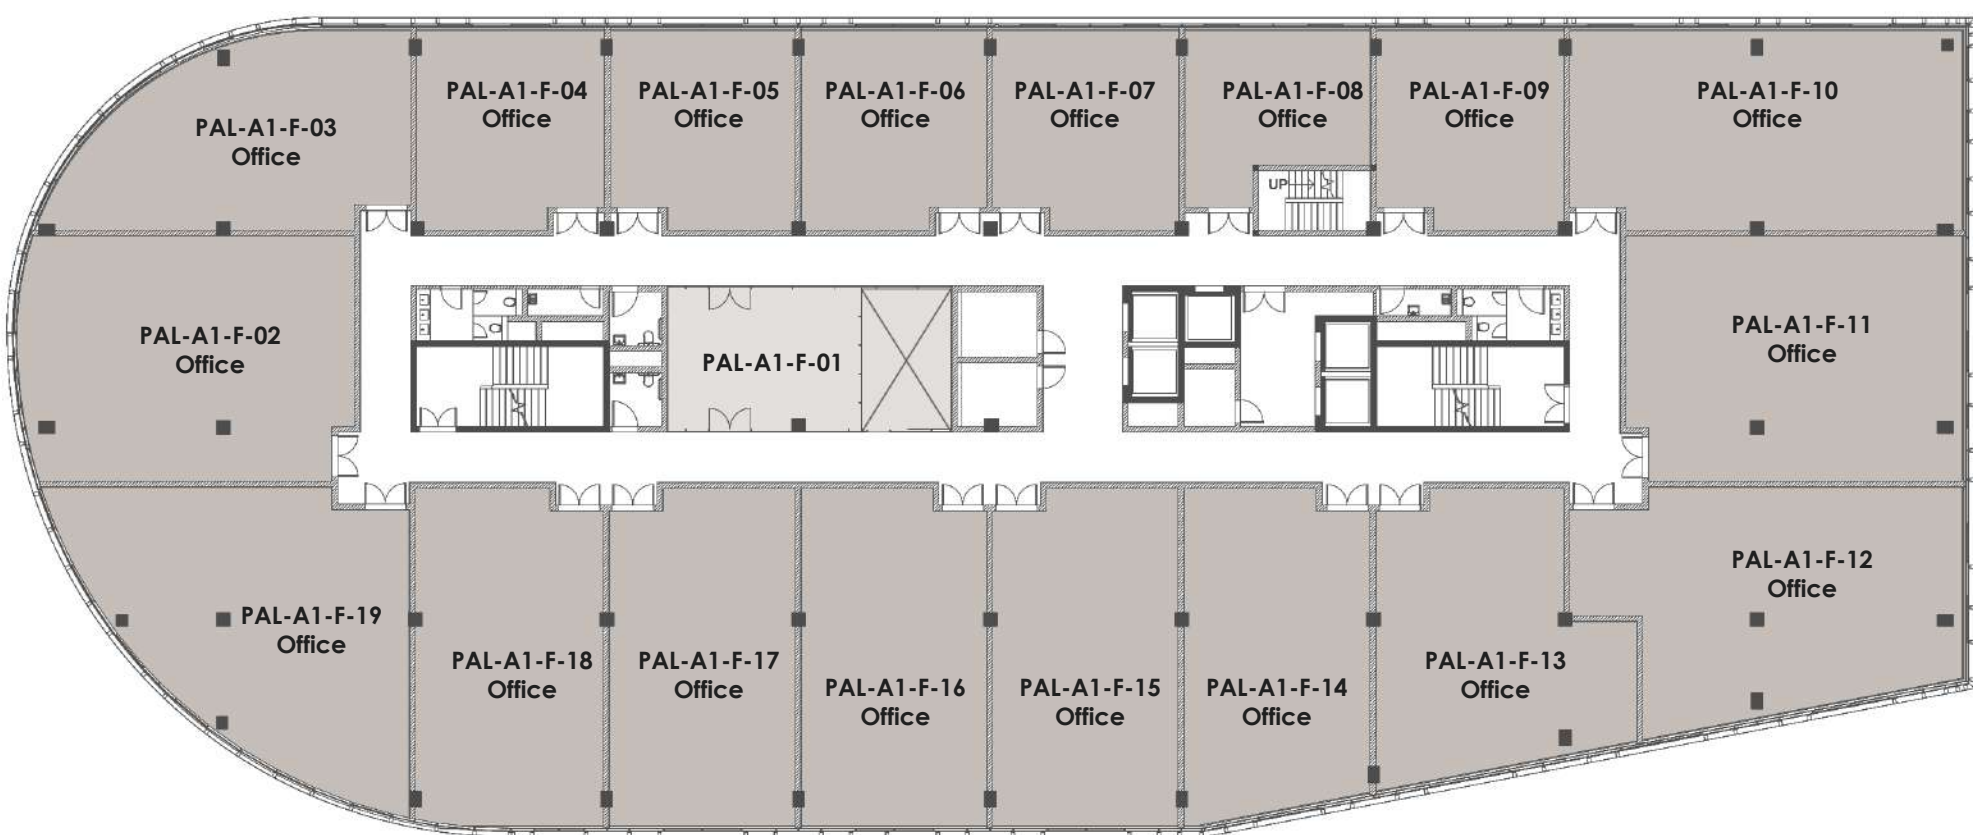 PAL-A1-F-03
Office
PAL-A1-F-04
Office
PAL-A1-F-05
Office
PAL-A1-F-06
Office
PAL-A1-F-07
Office
PAL-A1-F-08
Office
PAL-A1-F-09
Office
PAL-A1-F-10
Office
UP
PAL-A1-F-02
Office
PAL-A1-F-01
PAL-A1-F-11
Office
PAL-A1-F-19
Office
PAL-A1-F-18
Office
PAL-A1-F-17
Office
PAL-A1-F-16
Office
PAL-A1-F-15
Office
PAL-A1-F-14
Office
PAL-A1-F-13
Office
PAL-A1-F-12
Office